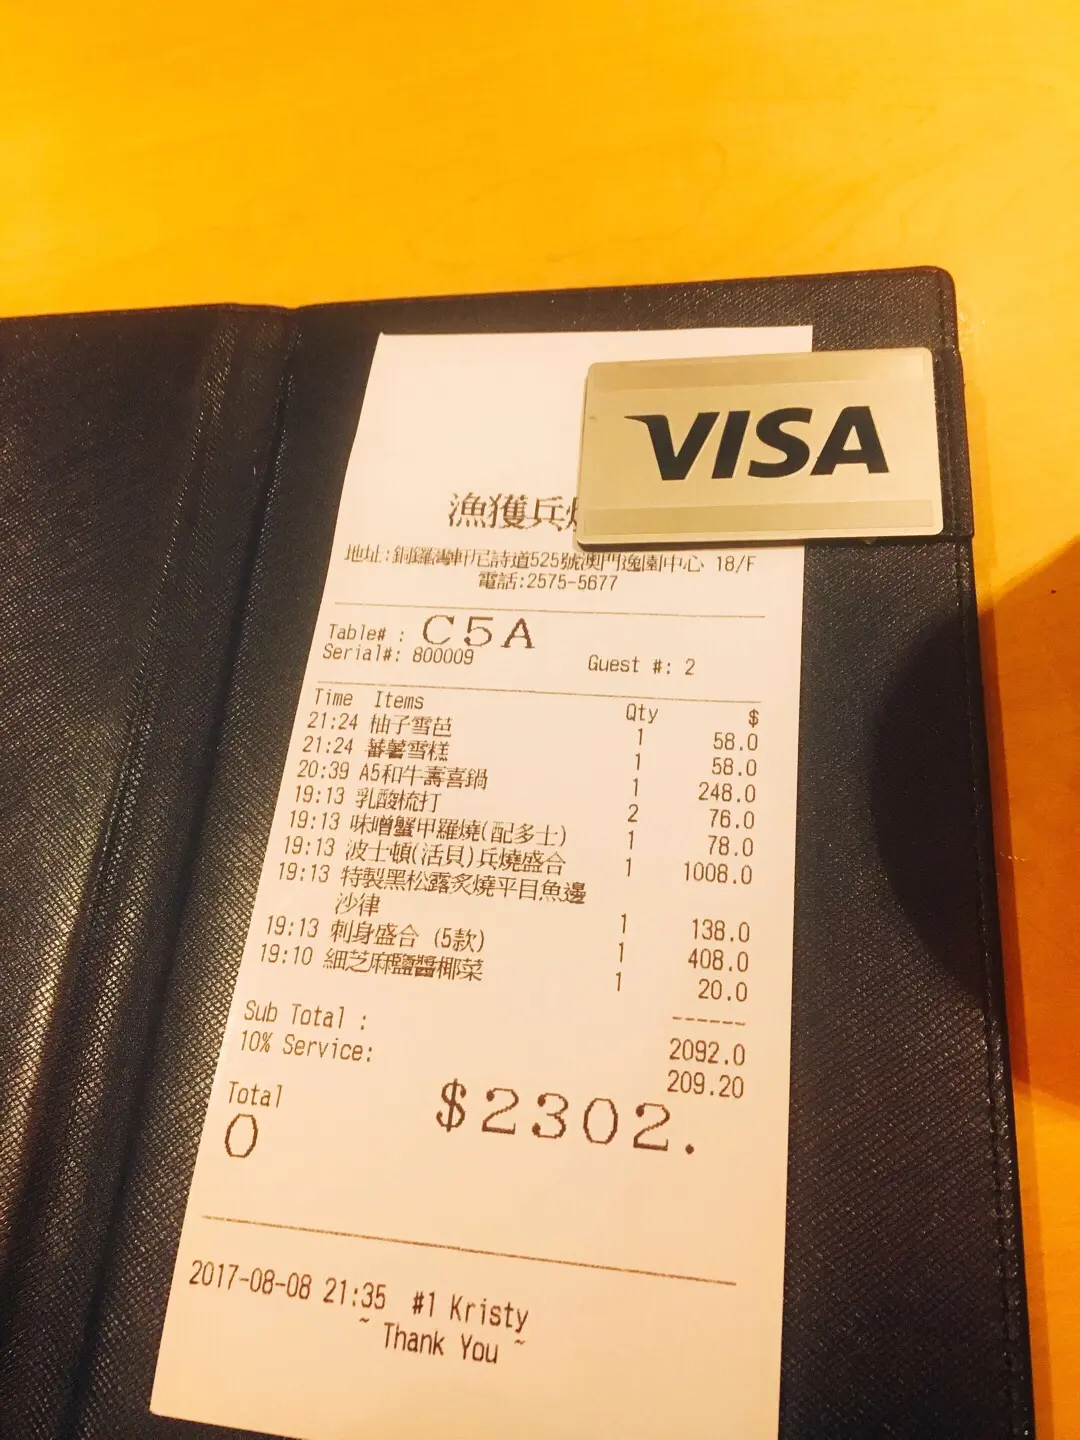 VISA
漁獲兵燒
地址:銅鑼灣軒尼詩道525號澳門逸園中心 18/F
電話:2575-5677
Table# : C5A
Serial#: 800009 Guest #: 2
Time Items Qty $
21:24 柚子雪芭 1 58.0
21:24 蕃薯雪糕 1 58.0
20:39 A5和牛壽喜鍋 1 248.0
19:13 乳酸梳打 2 76.0
19:13 味噌蟹甲羅燒(配多士) 1 78.0
19:13 波士頓(活貝)兵燒盛合 1 1008.0
19:13 特製黑松露炙燒平目魚邊
沙律 1 138.0
19:13 刺身盛合 (5款) 1 408.0
19:10 細芝麻鹽醬椰菜 1 20.0
------
Sub Total : 2092.0
10% Service: 209.20
Total $2302.
0
2017-08-08 21:35 #1 Kristy
~ Thank You ~